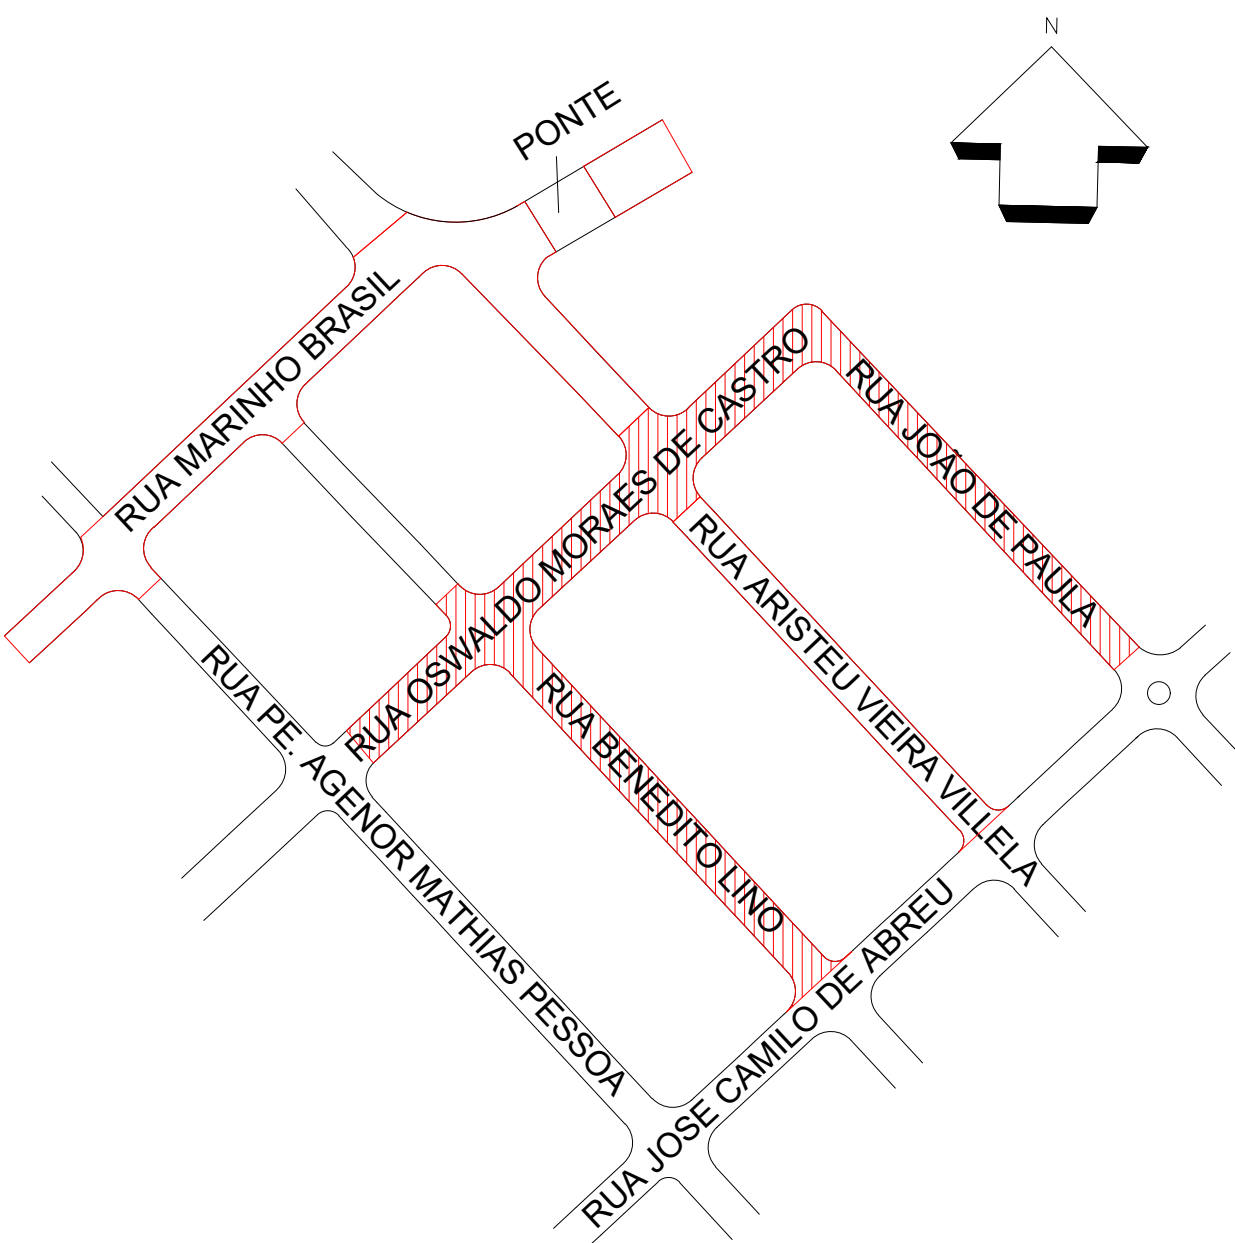 N
PONTE
RUA MARINHO BRASIL
RUA OSWALDO MORAES DE CASTRO
RUA JOÃO DE PAULA
RUA ARISTEU VIEIRA VILLELA
RUA PE. AGENOR MATHIAS PESSOA
RUA BENEDITO LINO
RUA JOSE CAMILO DE ABREU